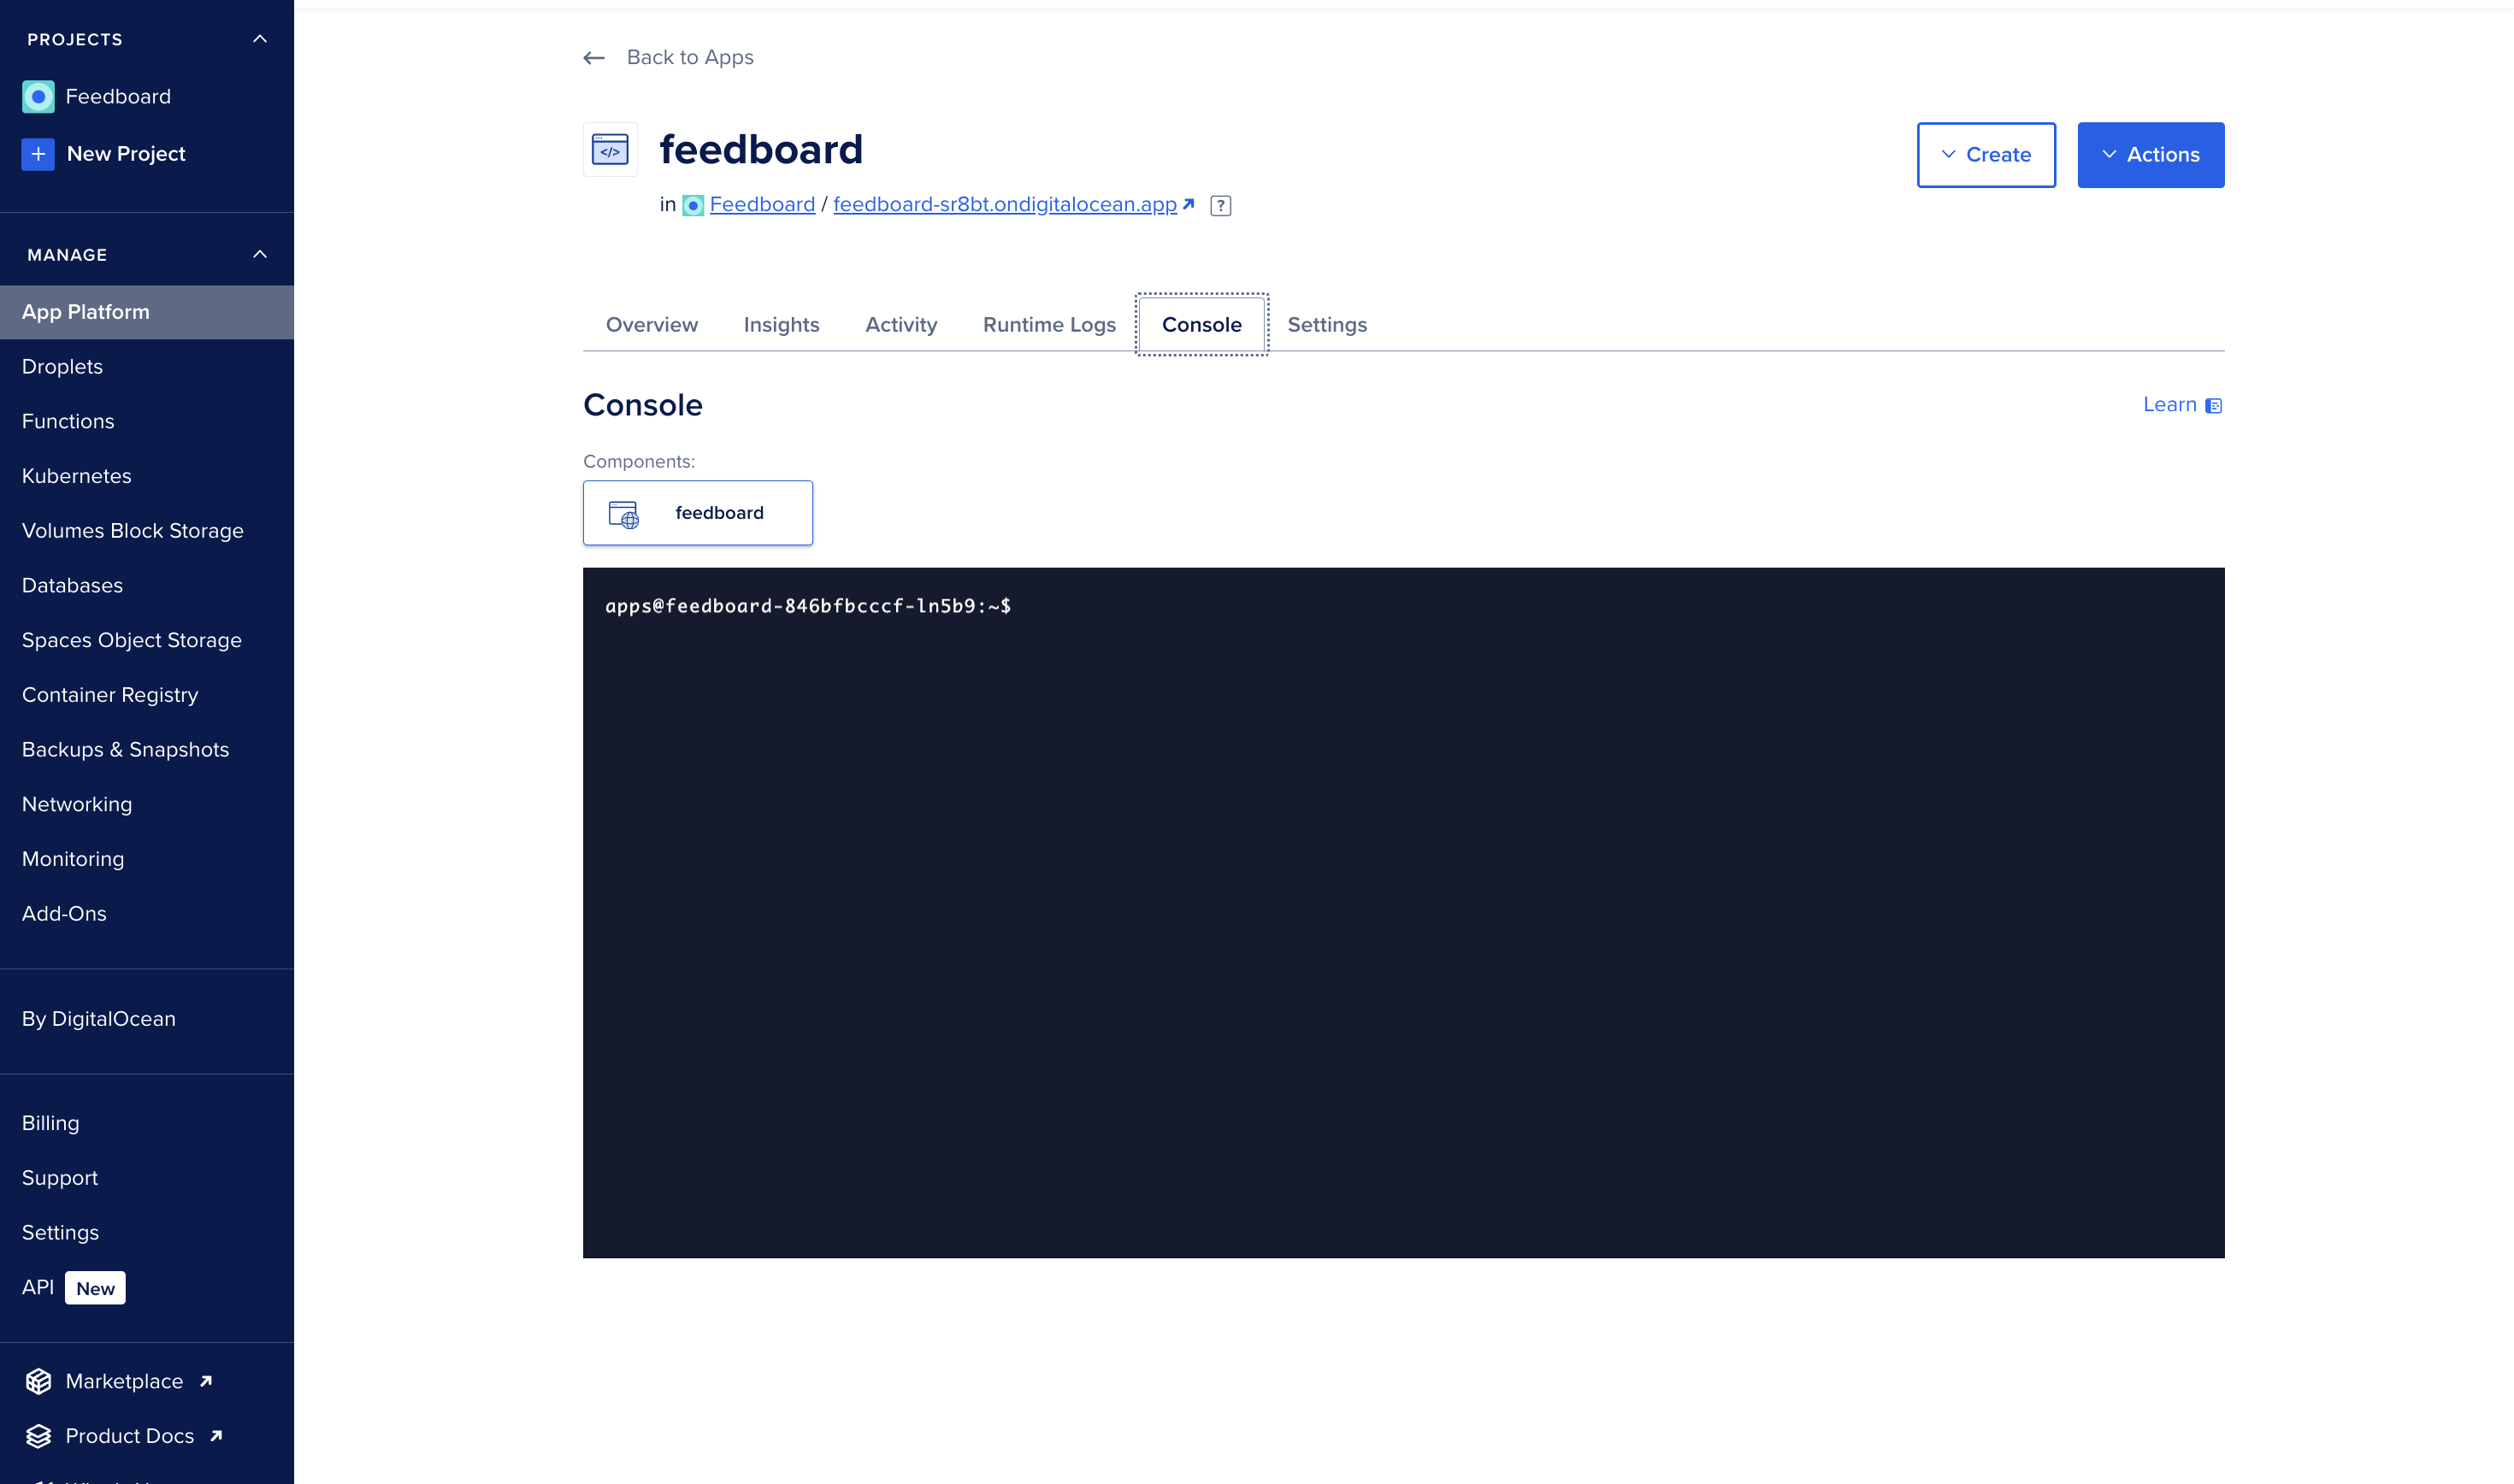 PROJECTS
Feedboard
New Project
MANAGE
App Platform
Droplets
Functions
Kubernetes
Volumes Block Storage
Databases
Spaces Object Storage
Container Registry
Backups & Snapshots
Networking
Monitoring
Add-Ons
By DigitalOcean
Billing
Support
Settings
API New
Marketplace
Product Docs
Back to Apps
feedboard
Create
Actions
in Feedboard / feedboard-sr8bt.ondigitalocean.app ?
Overview
Insights
Activity
Runtime Logs
Console
Settings
Console
Learn
Components:
feedboard
apps@feedboard-846bfbcccf-ln5b9:~$